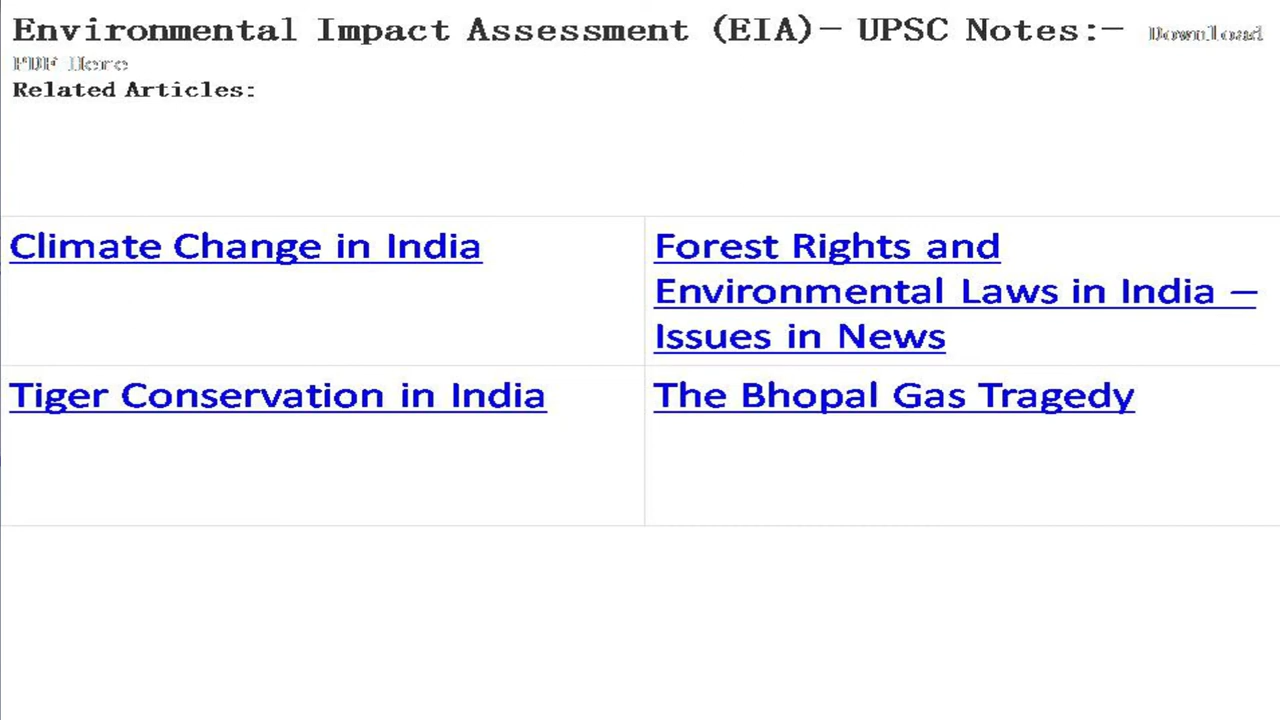 Environmental Impact Assessment (EIA)– UPSC Notes:– Download
PDF Here
Related Articles:
Climate Change in India
Forest Rights and
Environmental Laws in India –
Issues in News
Tiger Conservation in India
The Bhopal Gas Tragedy